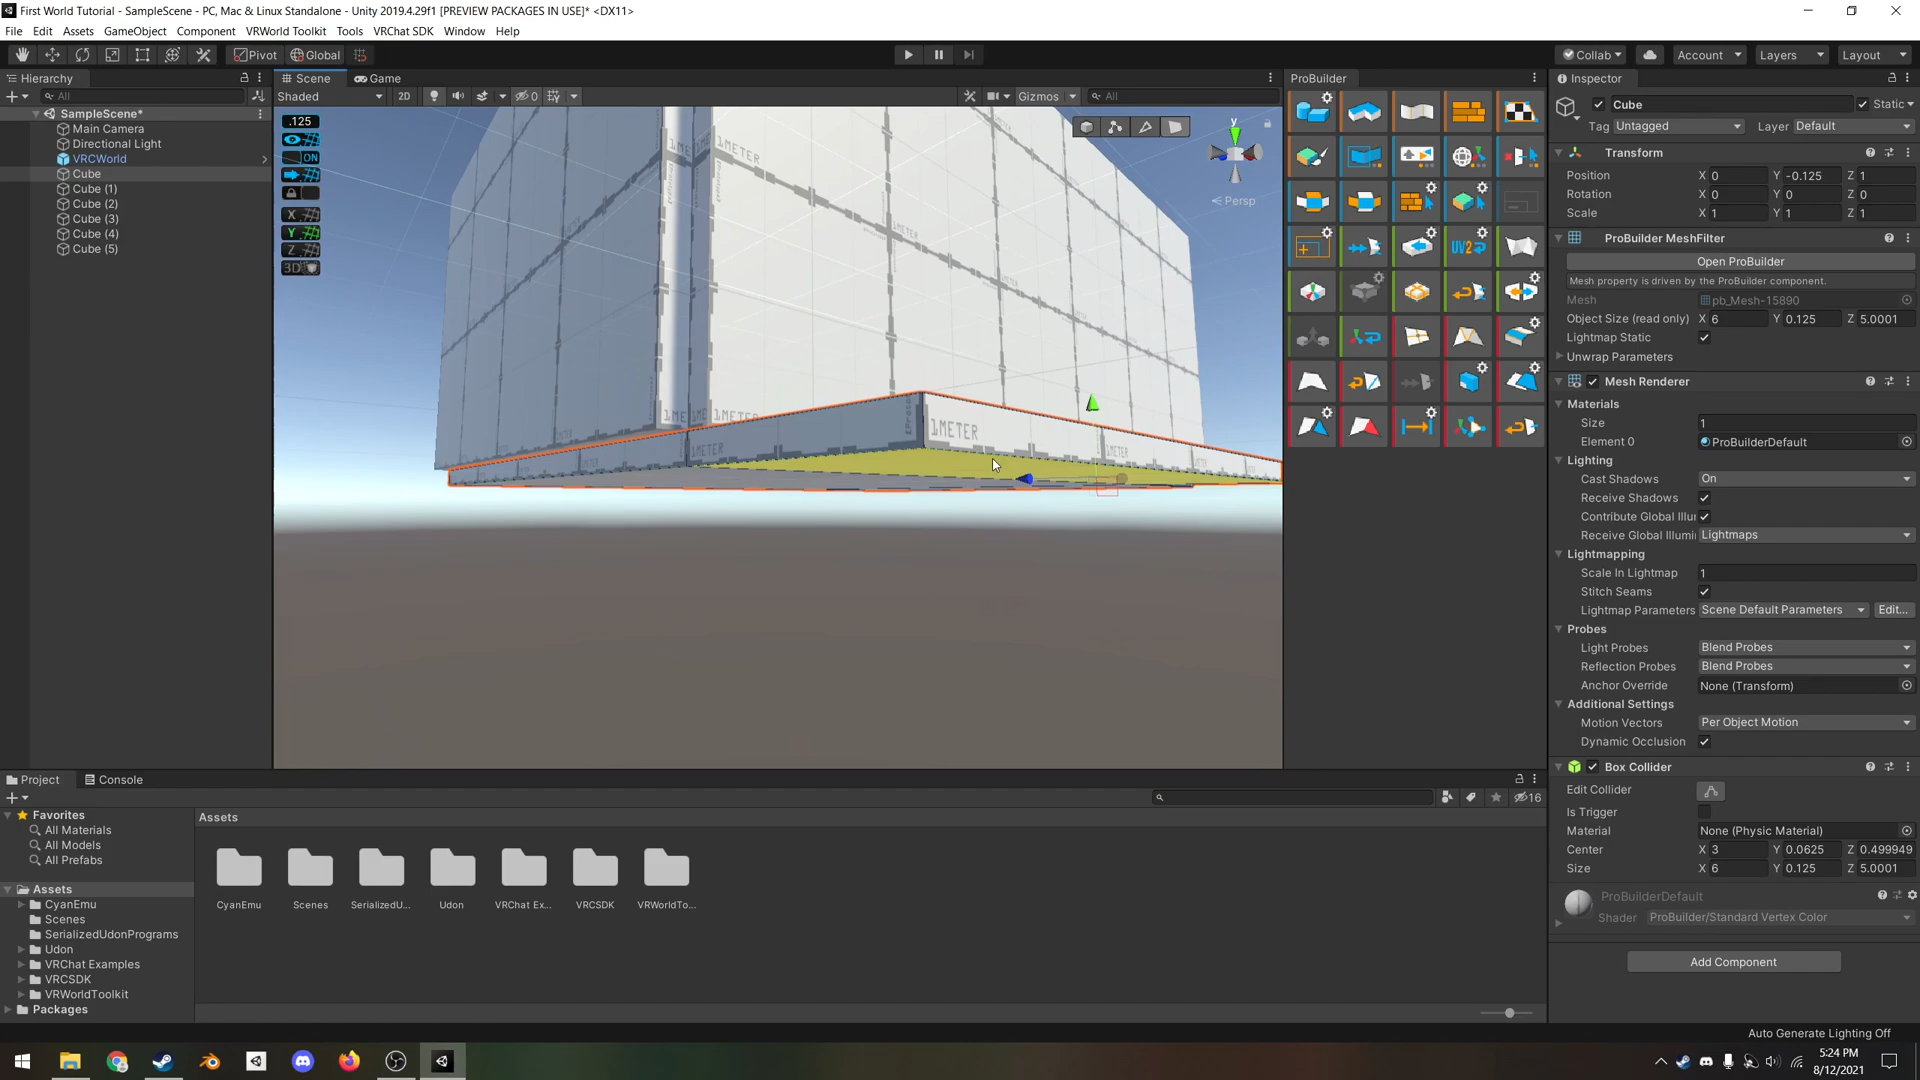 First World Tutorial - SampleScene - PC, Mac & Linux Standalone - Unity 2019.4.29f1 [PREVIEW PACKAGES IN USE]* <DX11>
File Edit Assets GameObject Component VRWorld Toolkit Tools VRChat SDK Window Help
Pivot Global Collab Account Layers Layout
Hierarchy
All
SampleScene*
Main Camera
Directional Light
VRCWorld
Cube
Cube (1)
Cube (2)
Cube (3)
Cube (4)
Cube (5)
Scene Game
Shaded 2D 0 Gizmos All
.125
ON
X
Y
Z
3D
y
Persp
1METER
1METER
1METER
1METER
1METER
1METER
ProBuilder
UV2
Inspector
Cube Static
Tag Untagged Layer Default
Transform
Position X 0 Y -0.125 Z 1
Rotation X 0 Y 0 Z 0
Scale X 1 Y 1 Z 1
ProBuilder MeshFilter
Open ProBuilder
Mesh property is driven by the ProBuilder component.
Mesh pb_Mesh-15890
Object Size (read only) X 6 Y 0.125 Z 5.0001
Lightmap Static
Unwrap Parameters
Mesh Renderer
Materials
Size 1
Element 0 ProBuilderDefault
Lighting
Cast Shadows On
Receive Shadows
Contribute Global Illur
Receive Global Illumi Lightmaps
Lightmapping
Scale In Lightmap 1
Stitch Seams
Lightmap Parameters Scene Default Parameters Edit...
Probes
Light Probes Blend Probes
Reflection Probes Blend Probes
Anchor Override None (Transform)
Additional Settings
Motion Vectors Per Object Motion
Dynamic Occlusion
Box Collider
Edit Collider
Is Trigger
Material None (Physic Material)
Center X 3 Y 0.0625 Z 0.499949
Size X 6 Y 0.125 Z 5.0001
ProBuilderDefault
Shader ProBuilder/Standard Vertex Color
Add Component
Project Console
16
Favorites
All Materials
All Models
All Prefabs
Assets
CyanEmu
Scenes
SerializedUdonPrograms
Udon
VRChat Examples
VRCSDK
VRWorldToolkit
Packages
Assets
CyanEmu Scenes SerializedU... Udon VRChat Ex... VRCSDK VRWorldTo...
Auto Generate Lighting Off
5:24 PM
8/12/2021